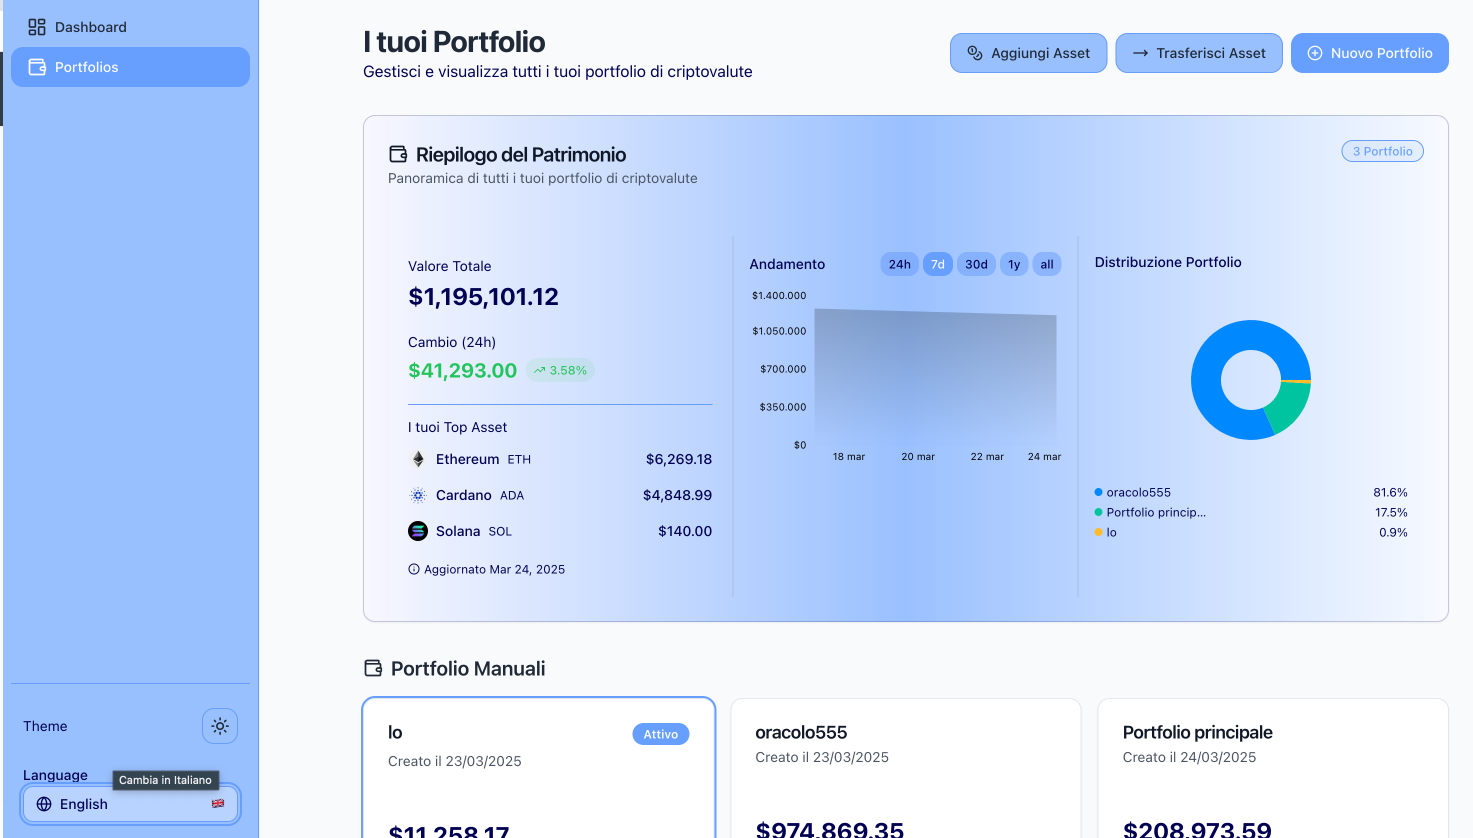 Dashboard
Portfolios
Theme
Language
Cambia in Italiano
English
I tuoi Portfolio
Gestisci e visualizza tutti i tuoi portfolio di criptovalute
Aggiungi Asset
Trasferisci Asset
Nuovo Portfolio
Riepilogo del Patrimonio
Panoramica di tutti i tuoi portfolio di criptovalute
3 Portfolio
Valore Totale
$1,195,101.12
Cambio (24h)
$41,293.00 3.58%
I tuoi Top Asset
Ethereum ETH $6,269.18
Cardano ADA $4,848.99
Solana SOL $140.00
Aggiornato Mar 24, 2025
Andamento
24h 7d 30d 1y all
$1.400.000
$1.050.000
$700.000
$350.000
$0
18 mar 20 mar 22 mar 24 mar
Distribuzione Portfolio
oracolo555 81.6%
Portfolio princip... 17.5%
Io 0.9%
Portfolio Manuali
Io
Attivo
Creato il 23/03/2025
$11,258.17
oracolo555
Creato il 23/03/2025
$974,869.35
Portfolio principale
Creato il 24/03/2025
$208,973.59